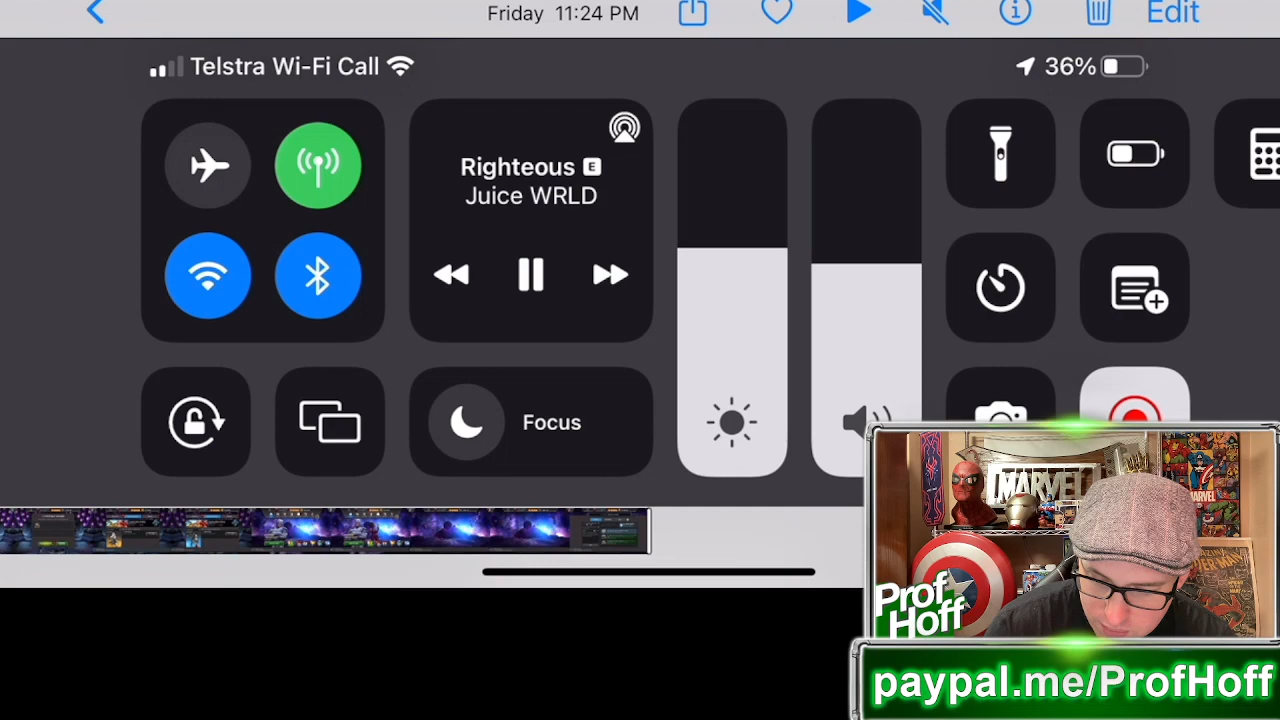 Friday 11:24 PM
Edit
Telstra Wi-Fi Call
36%
Righteous E
Juice WRLD
Focus
MARVEL
MARVEL
Prof
Hoff
paypal.me/ProfHoff